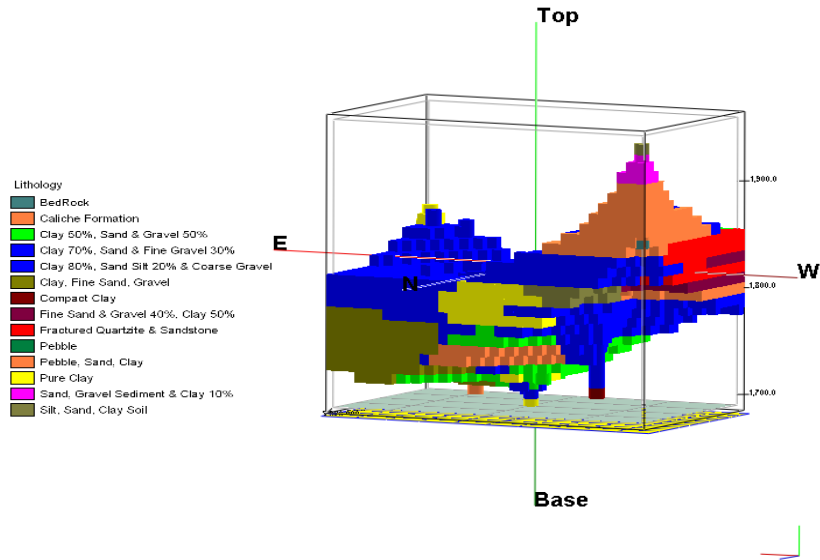 Top
1,900.0
Lithology
BedRock
Caliche Formation
Clay 50%, Sand & Gravel 50%
Clay 70%, Sand & Fine Gravel 30%
Clay 80%, Sand Silt 20% & Coarse Gravel
Clay, Fine Sand, Gravel
Compact Clay
Fine Sand & Gravel 40%, Clay 50%
Fractured Quartzite & Sandstone
Pebble
Pebble, Sand, Clay
Pure Clay
Sand, Gravel Sediment & Clay 10%
Silt, Sand, Clay Soil
E
W
N
1,800.0
1,700.0
Base